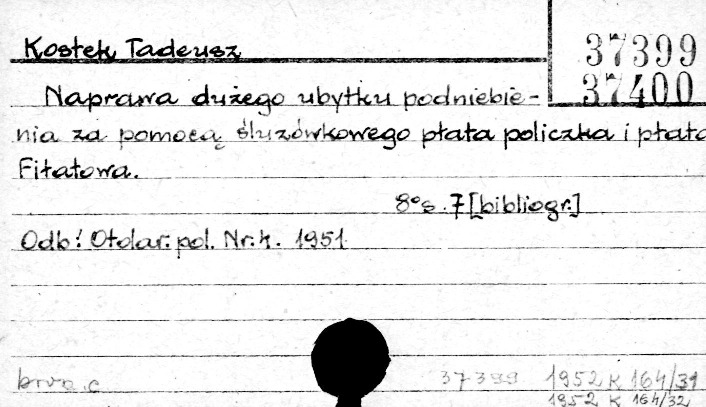 Kostek Tadeusz
37399
37400
Naprawa dużego ubytku podniebie-
nia za pomocą śluzówkowego płata policzka i płata
Fiłatowa.
8° s. 7 [bibliogr.]
Odb: Otolar. pol. Nr. 4. 1951
37399 1952 K 164/31
1952 K 164/32